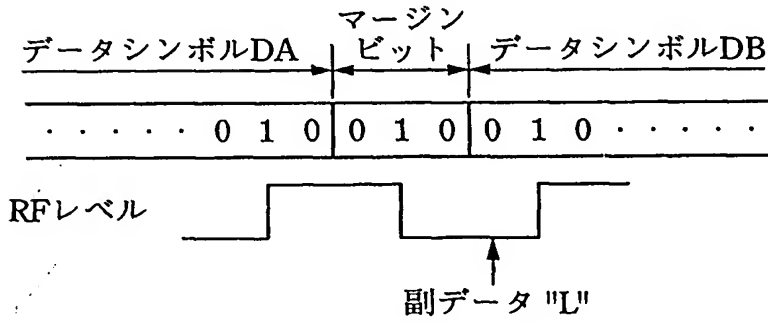 マージン
データシンボルDA ビット データシンボルDB
・・・・・0 1 0 0 1 0 0 1 0・・・・・
RFレベル
副データ "L"